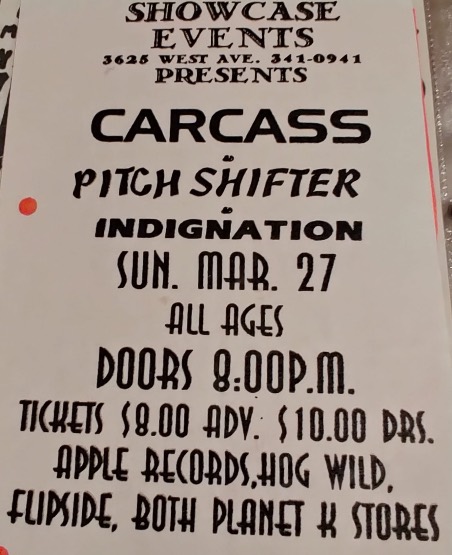 SHOWCASE
EVENTS
3625 WEST AVE. 341-0941
PRESENTS
CARCASS
&
PITCH SHIFTER
&
INDIGNATION
SUN. MAR. 27
ALL AGES
DOORS 8:00P.M.
TICKETS $8.00 ADV. $10.00 DRS.
APPLE RECORDS,HOG WILD,
FLIPSIDE, BOTH PLANET K STORES